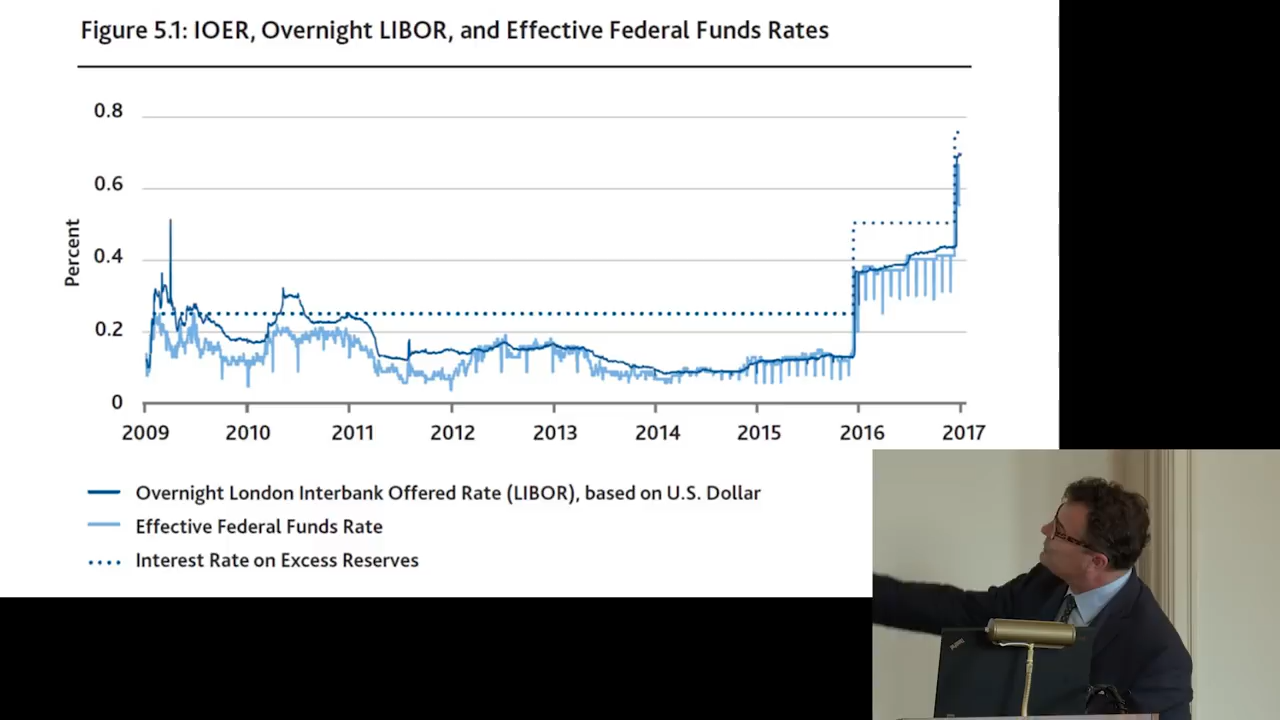 Figure 5.1: IOER, Overnight LIBOR, and Effective Federal Funds Rates
Percent
0.8
0.6
0.4
0.2
0
2009 2010 2011 2012 2013 2014 2015 2016 2017
Overnight London Interbank Offered Rate (LIBOR), based on U.S. Dollar
Effective Federal Funds Rate
Interest Rate on Excess Reserves